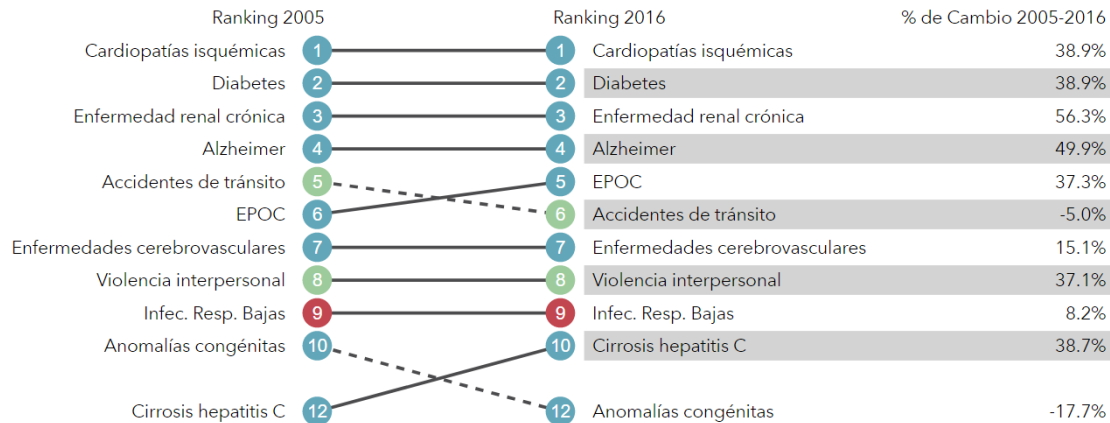 Ranking 2005 Ranking 2016 % de Cambio 2005-2016
Cardiopatías isquémicas 1 1 Cardiopatías isquémicas 38.9%
Diabetes 2 2 Diabetes 38.9%
Enfermedad renal crónica 3 3 Enfermedad renal crónica 56.3%
Alzheimer 4 4 Alzheimer 49.9%
Accidentes de tránsito 5 5 EPOC 37.3%
EPOC 6 6 Accidentes de tránsito -5.0%
Enfermedades cerebrovasculares 7 7 Enfermedades cerebrovasculares 15.1%
Violencia interpersonal 8 8 Violencia interpersonal 37.1%
Infec. Resp. Bajas 9 9 Infec. Resp. Bajas 8.2%
Anomalías congénitas 10 10 Cirrosis hepatitis C 38.7%
Cirrosis hepatitis C 12 12 Anomalías congénitas -17.7%